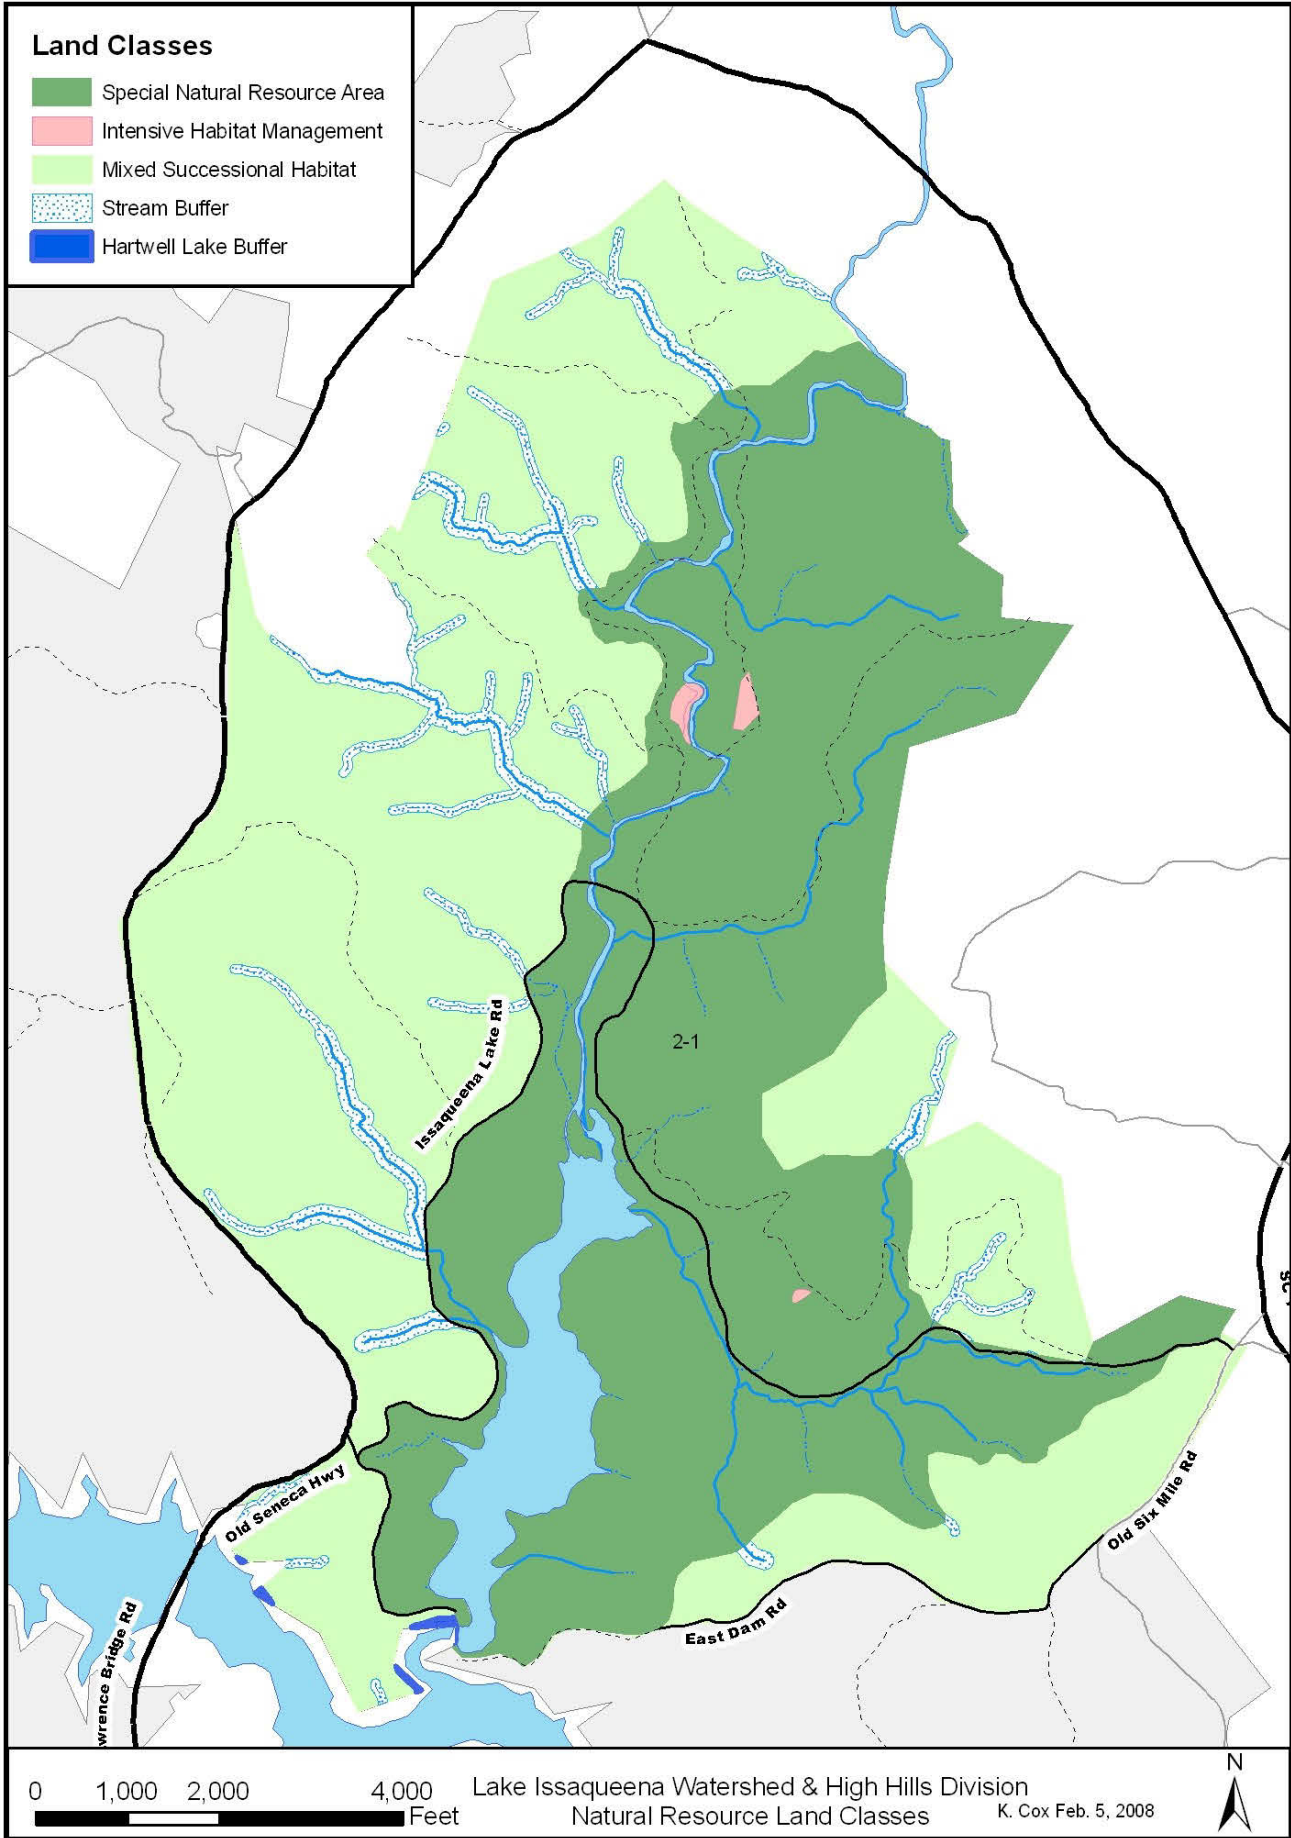 Land Classes
Special Natural Resource Area
Intensive Habitat Management
Mixed Successional Habitat
Stream Buffer
Hartwell Lake Buffer
Issaqueena Lake Rd
2-1
Old Seneca Hwy
Old Six Mile Rd
East Dam Rd
wrence Bridge Rd
0 1,000 2,000 4,000
Feet
Lake Issaqueena Watershed & High Hills Division
Natural Resource Land Classes
K. Cox Feb. 5, 2008
N